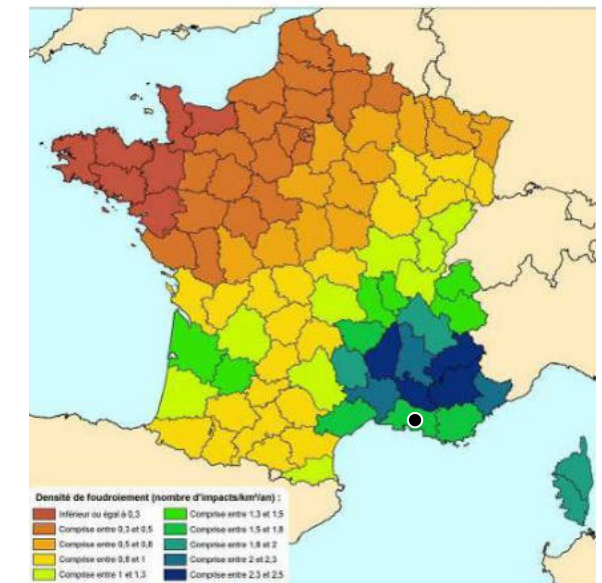 Densité de foudroiement (nombre d'impacts/km²/an) :
Inférieur ou égal à 0,3
Comprise entre 0,3 et 0,5
Comprise entre 0,5 et 0,8
Comprise entre 0,8 et 1
Comprise entre 1 et 1,3
Comprise entre 1,3 et 1,5
Comprise entre 1,5 et 1,8
Comprise entre 1,8 et 2
Comprise entre 2 et 2,3
Comprise entre 2,3 et 2,5